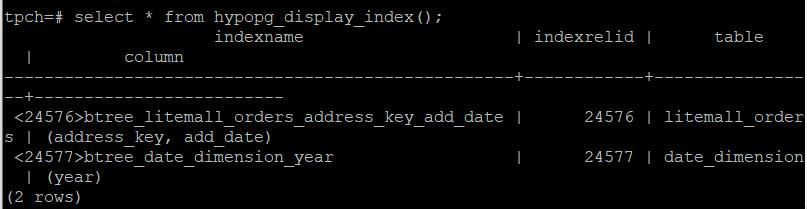 tpch=# select * from hypopg_display_index();
                     indexname                     | indexrelid |      table
  |         column
---------------------------------------------------+------------+---------------
--+-------------------------
 <24576>btree_litemall_orders_address_key_add_date |      24576 | litemall_order
s | (address_key, add_date)
 <24577>btree_date_dimension_year                  |      24577 | date_dimension
  | (year)
(2 rows)